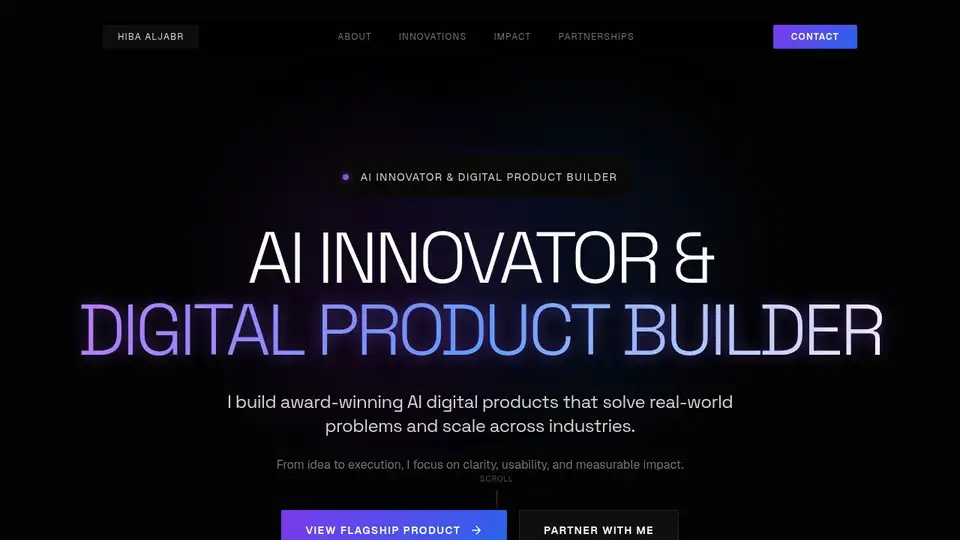 HIBA ALJABR
ABOUT
INNOVATIONS
IMPACT
PARTNERSHIPS
CONTACT
AI INNOVATOR & DIGITAL PRODUCT BUILDER
AI INNOVATOR &
DIGITAL PRODUCT BUILDER
I build award-winning AI digital products that solve real-world
problems and scale across industries.
From idea to execution, I focus on clarity, usability, and measurable impact.
SCROLL
VIEW FLAGSHIP PRODUCT →
PARTNER WITH ME